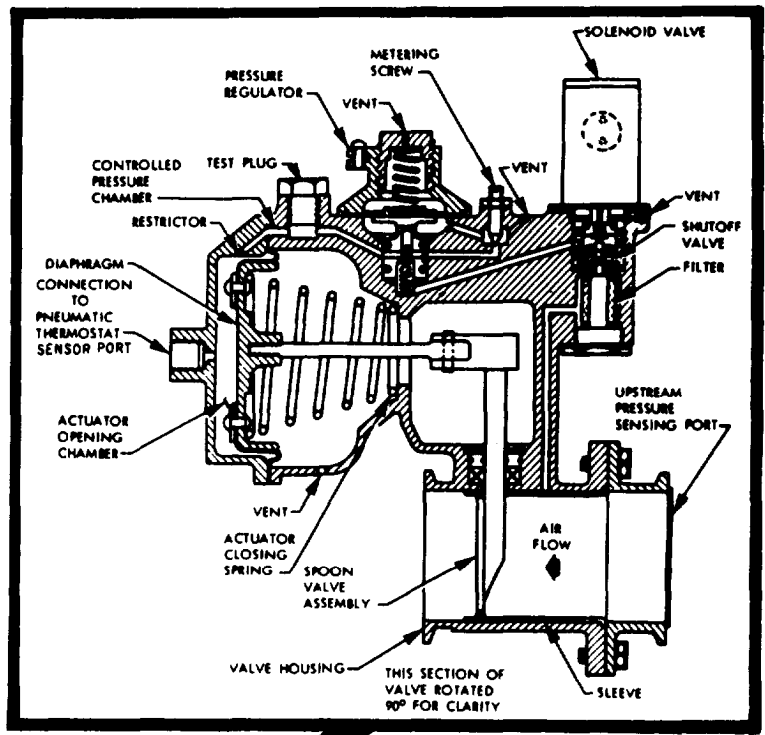 SOLENOID VALVE
METERING
SCREW
PRESSURE
REGULATOR
VENT
CONTROLLED
PRESSURE
CHAMBER
TEST PLUG
VENT
RESTRICTOR
VENT
SHUTOFF
VALVE
DIAPHRAGM
FILTER
CONNECTION
TO
PNEUMATIC
THERMOSTAT
SENSOR PORT
UPSTREAM
PRESSURE
SENSING PORT
ACTUATOR
OPENING
CHAMBER
VENT
ACTUATOR
CLOSING
SPRING
SPOON
VALVE
ASSEMBLY
AIR
FLOW
VALVE HOUSING
THIS SECTION OF
VALVE ROTATED
90° FOR CLARITY
SLEEVE